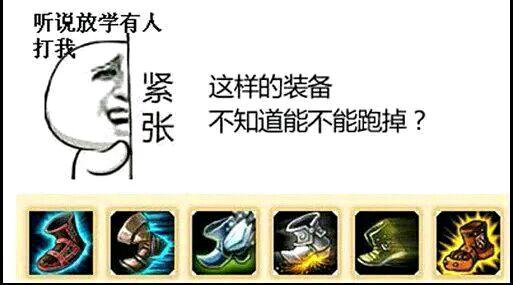 听说放学有人
打我
紧
张
这样的装备
不知道能不能跑掉？